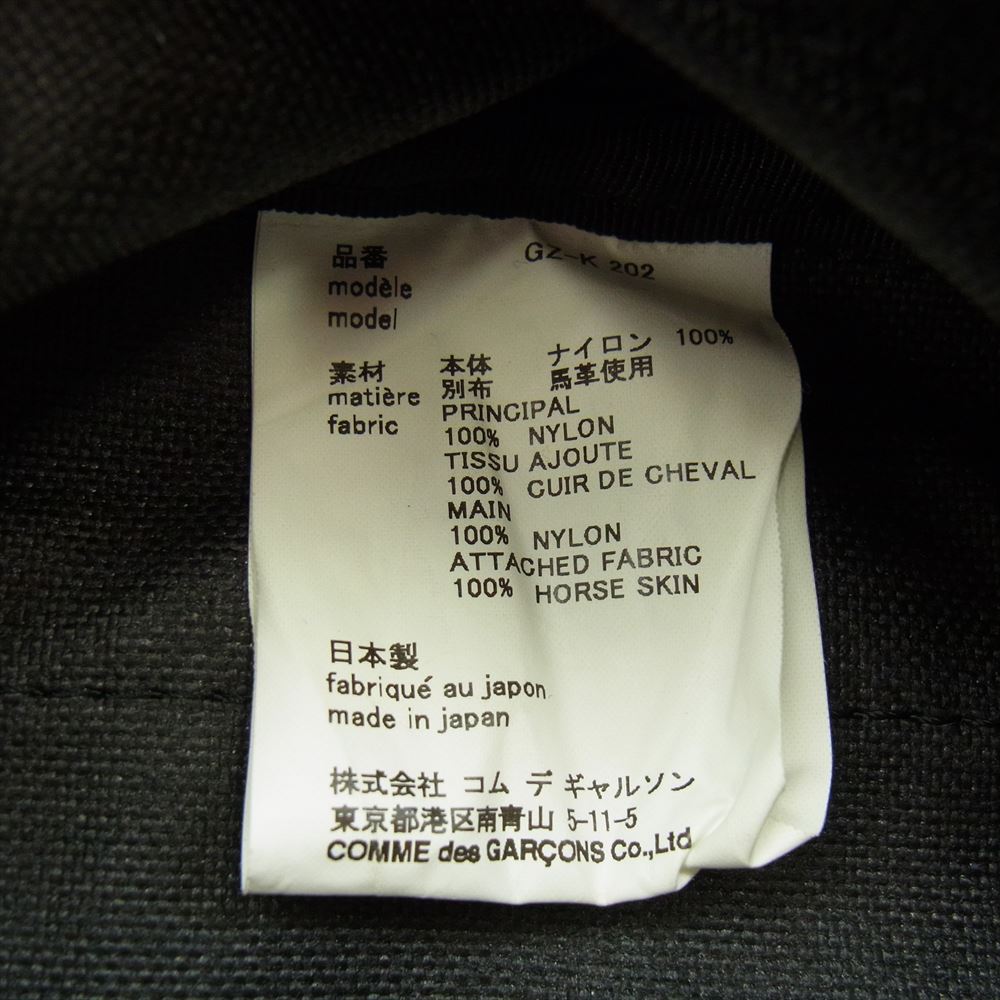 品番 GZ-K 202
modèle
model
素材 本体 ナイロン 100%
matière 別布 馬革使用
fabric PRINCIPAL
100% NYLON
TISSU AJOUTE
100% CUIR DE CHEVAL
MAIN
100% NYLON
ATTACHED FABRIC
100% HORSE SKIN
日本製
fabriqué au japon
made in japan
株式会社 コム デ ギャルソン
東京都港区南青山 5-11-5
COMME des GARÇONS Co.,Ltd